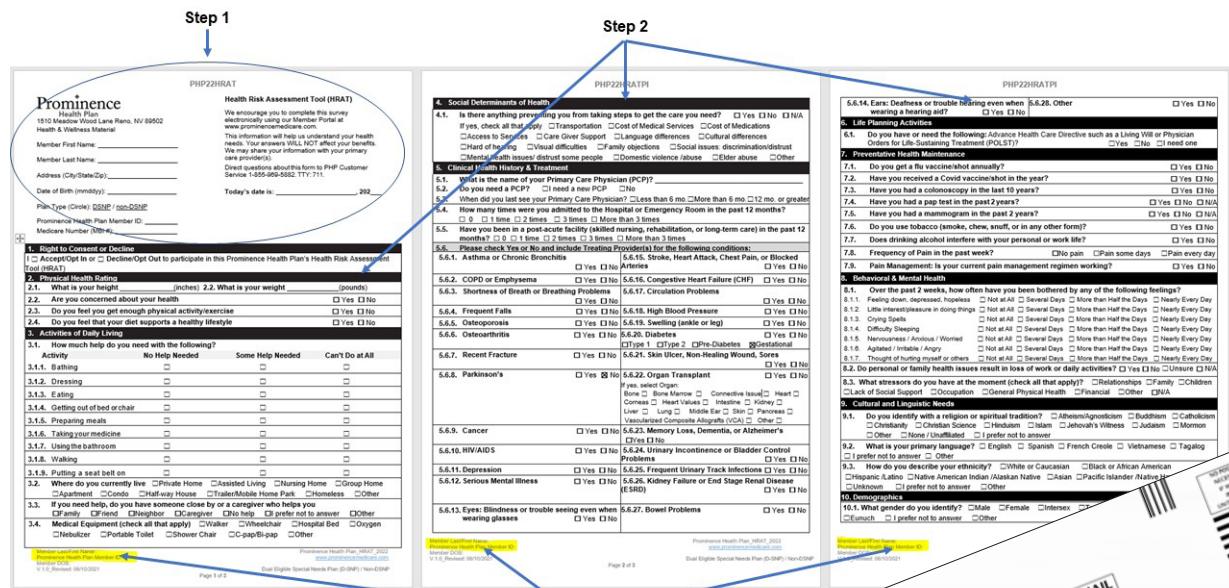 Step 1
Step 2
PHP22HRAT
Prominence
Health Plan
1510 Meadow Wood Lane Reno, NV 89502
Health & Wellness Material
Member First Name:
Member Last Name:
Address (City/State/Zip):
Date of Birth (mmddyy):
Plan Type (Circle): DSNP / non-DSNP
Prominence Health Plan Member ID:
Medicare Number (MBI #):
Health Risk Assessment Tool (HRAT)
We encourage you to complete this survey
electronically using our Member Portal at
www.prominencemedicare.com.
This information will help us understand your health
needs. Your answers WILL NOT affect your benefits.
We may share your information with your primary
care provider(s).
Direct questions about this form to PHP Customer
Service 1-855-969-5882. TTY: 711.
Today's date is: , 202
1. Right to Consent or Decline
I ☐ Accept/Opt In or ☐ Decline/Opt Out to participate in this Prominence Health Plan's Health Risk Assessment
Tool (HRAT)
2. Physical Health Rating
2.1. What is your height (inches) 2.2. What is your weight (pounds)
2.2. Are you concerned about your health ☐ Yes ☐ No
2.3. Do you feel you get enough physical activity/exercise ☐ Yes ☐ No
2.4. Do you feel that your diet supports a healthy lifestyle ☐ Yes ☐ No
3. Activities of Daily Living
3.1. How much help do you need with the following?
Activity No Help Needed Some Help Needed Can't Do at All
3.1.1. Bathing ☐ ☐ ☐
3.1.2. Dressing ☐ ☐ ☐
3.1.3. Eating ☐ ☐ ☐
3.1.4. Getting out of bed or chair ☐ ☐ ☐
3.1.5. Preparing meals ☐ ☐ ☐
3.1.6. Taking your medicine ☐ ☐ ☐
3.1.7. Using the bathroom ☐ ☐ ☐
3.1.8. Walking ☐ ☐ ☐
3.1.9. Putting a seat belt on ☐ ☐ ☐
3.2. Where do you currently live ☐Private Home ☐Assisted Living ☐Nursing Home ☐Group Home
☐Apartment ☐Condo ☐Half-way House ☐Trailer/Mobile Home Park ☐Homeless ☐Other
3.3. If you need help, do you have someone close by or a caregiver who helps you
☐Family ☐Friend ☐Neighbor ☐Caregiver ☐No help ☐I prefer not to answer ☐Other
3.4. Medical Equipment (check all that apply) ☐Walker ☐Wheelchair ☐Hospital Bed ☐Oxygen
☐Nebulizer ☐Portable Toilet ☐Shower Chair ☐C-pap/Bi-pap ☐Other
Member Last/First Name:
Prominence Health Plan Member ID:
Member DOB:
V.1.0_Revised: 08/10/2021
Prominence Health Plan_HRAT_2022
www.prominencemedicare.com
Dual Eligible Special Needs Plan (D-SNP) / Non-DSNP
Page 1 of 3
PHP22HRATPI
4. Social Determinants of Health
4.1. Is there anything preventing you from taking steps to get the care you need? ☐ Yes ☐ No ☐ N/A
If yes, check all that apply ☐Transportation ☐Cost of Medical Services ☐Cost of Medications
☐Access to Services ☐Care Giver Support ☐Language differences ☐Cultural differences
☐Hard of hearing ☐Visual difficulties ☐Family objections ☐Social issues: discrimination/distrust
☐Mental health issues/ distrust some people ☐Domestic violence /abuse ☐Elder abuse ☐Other
5. Clinical Health History & Treatment
5.1. What is the name of your Primary Care Physician (PCP)?
5.2. Do you need a PCP? ☐I need a new PCP ☐No
5.3. When did you last see your Primary Care Physician? ☐Less than 6 mo. ☐More than 6 mo. ☐12 mo. or greater
5.4. How many times were you admitted to the Hospital or Emergency Room in the past 12 months?
☐ 0 ☐ 1 time ☐ 2 times ☐ 3 times ☐ More than 3 times
5.5. Have you been in a post-acute facility (skilled nursing, rehabilitation, or long-term care) in the past 12
months? ☐ 0 ☐ 1 time ☐ 2 times ☐ 3 times ☐ More than 3 times
5.6. Please check Yes or No and include Treating Provider(s) for the following conditions:
5.6.1. Asthma or Chronic Bronchitis ☐ Yes ☐ No
5.6.15. Stroke, Heart Attack, Chest Pain, or Blocked
Arteries ☐ Yes ☐ No
5.6.2. COPD or Emphysema ☐ Yes ☐ No
5.6.16. Congestive Heart Failure (CHF) ☐ Yes ☐ No
5.6.3. Shortness of Breath or Breathing Problems ☐ Yes ☐ No
5.6.17. Circulation Problems ☐ Yes ☐ No
5.6.4. Frequent Falls ☐ Yes ☐ No
5.6.18. High Blood Pressure ☐ Yes ☐ No
5.6.5. Osteoporosis ☐ Yes ☐ No
5.6.19. Swelling (ankle or leg) ☐ Yes ☐ No
5.6.6. Osteoarthritis ☐ Yes ☐ No
5.6.20. Diabetes ☐ Yes ☐ No
☐Type 1 ☐Type 2 ☐Pre-Diabetes ☒Gestational
5.6.7. Recent Fracture ☐ Yes ☐ No
5.6.21. Skin Ulcer, Non-Healing Wound, Sores
☐ Yes ☐ No
5.6.8. Parkinson's ☐ Yes ☒ No
5.6.22. Organ Transplant ☐ Yes ☐ No
If yes, select Organ:
Bone ☐ Bone Marrow ☐ Connective Issue ☐ Heart ☐
Corneas ☐ Heart Values ☐ Intestine ☐ Kidney ☐
Liver ☐ Lung ☐ Middle Ear ☐ Skin ☐ Pancreas ☐
Vascularized Composite Allografts (VCA) ☐ Other ☐
5.6.9. Cancer ☐ Yes ☐ No
5.6.23. Memory Loss, Dementia, or Alzheimer's
☐Yes ☐ No
5.6.10. HIV/AIDS ☐ Yes ☐ No
5.6.24. Urinary Incontinence or Bladder Control
Problems ☐ Yes ☐ No
5.6.11. Depression ☐ Yes ☐ No
5.6.25. Frequent Urinary Track Infections ☐ Yes ☐ No
5.6.12. Serious Mental Illness ☐ Yes ☐ No
5.6.26. Kidney Failure or End Stage Renal Disease
(ESRD) ☐ Yes ☐ No
5.6.13. Eyes: Blindness or trouble seeing even when
wearing glasses ☐ Yes ☐ No
5.6.27. Bowel Problems ☐ Yes ☐ No
Member Last/First Name:
Prominence Health Plan Member ID:
Member DOB:
V.1.0_Revised: 08/10/2021
Prominence Health Plan_HRAT_2022
www.prominencemedicare.com
Dual Eligible Special Needs Plan (D-SNP) / Non-DSNP
Page 2 of 3
PHP22HRATPI
5.6.14. Ears: Deafness or trouble hearing even when
wearing a hearing aid? ☐ Yes ☐ No
5.6.28. Other ☐ Yes ☐ No
6. Life Planning Activities
6.1. Do you have or need the following: Advance Health Care Directive such as a Living Will or Physician
Orders for Life-Sustaining Treatment (POLST)? ☐Yes ☐ No ☐ I need one
7. Preventative Health Maintenance
7.1. Do you get a flu vaccine/shot annually? ☐ Yes ☐ No
7.2. Have you received a Covid vaccine/shot in the year? ☐ Yes ☐ No
7.3. Have you had a colonoscopy in the last 10 years? ☐ Yes ☐ No
7.4. Have you had a pap test in the past 2 years? ☐ Yes ☐ No ☐ N/A
7.5. Have you had a mammogram in the past 2 years? ☐ Yes ☐ No ☐ N/A
7.6. Do you use tobacco (smoke, chew, snuff, or in any other form)? ☐ Yes ☐ No
7.7. Does drinking alcohol interfere with your personal or work life? ☐ Yes ☐ No
7.8. Frequency of Pain in the past week? ☐No pain ☐Pain some days ☐Pain every day
7.9. Pain Management: Is your current pain management regimen working? ☐ Yes ☐ No
8. Behavioral & Mental Health
8.1. Over the past 2 weeks, how often have you been bothered by any of the following feelings?
8.1.1. Feeling down, depressed, hopeless ☐ Not at All ☐ Several Days ☐ More than Half the Days ☐ Nearly Every Day
8.1.2. Little interest/pleasure in doing things ☐ Not at All ☐ Several Days ☐ More than Half the Days ☐ Nearly Every Day
8.1.3. Crying Spells ☐ Not at All ☐ Several Days ☐ More than Half the Days ☐ Nearly Every Day
8.1.4. Difficulty Sleeping ☐ Not at All ☐ Several Days ☐ More than Half the Days ☐ Nearly Every Day
8.1.5. Nervousness / Anxious / Worried ☐ Not at All ☐ Several Days ☐ More than Half the Days ☐ Nearly Every Day
8.1.6. Agitated / Irritable / Angry ☐ Not at All ☐ Several Days ☐ More than Half the Days ☐ Nearly Every Day
8.1.7. Thought of hurting myself or others ☐ Not at All ☐ Several Days ☐ More than Half the Days ☐ Nearly Every Day
8.2. Do personal or family health issues result in loss of work or daily activities? ☐ Yes ☐ No ☐Unsure ☐ N/A
8.3. What stressors do you have at the moment (check all that apply)? ☐Relationships ☐Family ☐Children
☐Lack of Social Support ☐Occupation ☐General Physical Health ☐Financial ☐Other ☐N/A
9. Cultural and Linguistic Needs
9.1. Do you identify with a religion or spiritual tradition? ☐ Atheism/Agnosticism ☐ Buddhism ☐ Catholicism
☐ Christianity ☐ Christian Science ☐ Hinduism ☐ Islam ☐ Jehovah's Witness ☐ Judaism ☐ Mormon
☐ Other ☐ None / Unaffiliated ☐ I prefer not to answer
9.2. What is your primary language? ☐ English ☐ Spanish ☐ French Creole ☐ Vietnamese ☐ Tagalog
☐ I prefer not to answer ☐ Other
9.3. How do you describe your ethnicity? ☐White or Caucasian ☐Black or African American
☐Hispanic /Latino ☐Native American Indian /Alaskan Native ☐Asian ☐Pacific Islander /Native
☐Unknown ☐ I prefer not to answer ☐ Other
10. Demographics
10.1. What gender do you identify? ☐Male ☐Female ☐Intersex
☐Eunuch ☐ I prefer not to answer ☐Other
Member Last/First Name:
Prominence Health Plan Member ID:
Member DOB:
V.1.0_Revised: 08/10/2021